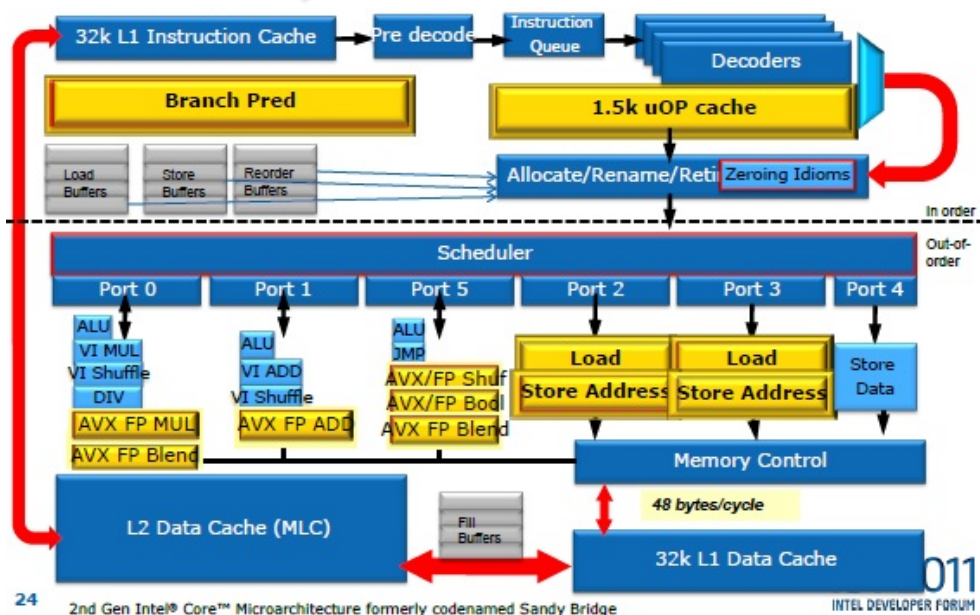 32k L1 Instruction Cache
Pre decode
Instruction
Queue
Decoders
Branch Pred
1.5k uOP cache
Load
Buffers
Store
Buffers
Reorder
Buffers
Allocate/Rename/Reti
Zeroing Idioms
In order
Out-of-
order
Scheduler
Port 0
Port 1
Port 5
Port 2
Port 3
Port 4
ALU
VI MUL
VI Shuffle
DIV
AVX FP MUL
AVX FP Blend
ALU
VI ADD
VI Shuffle
AVX FP ADD
ALU
JMP
AVX/FP Shuf
AVX/FP Bool
AVX FP Blend
Load
Store Address
Load
Store Address
Store
Data
Memory Control
48 bytes/cycle
L2 Data Cache (MLC)
Fill
Buffers
32k L1 Data Cache
24
2nd Gen Intel® Core™ Microarchitecture formerly codenamed Sandy Bridge
011
INTEL DEVELOPER FORUM